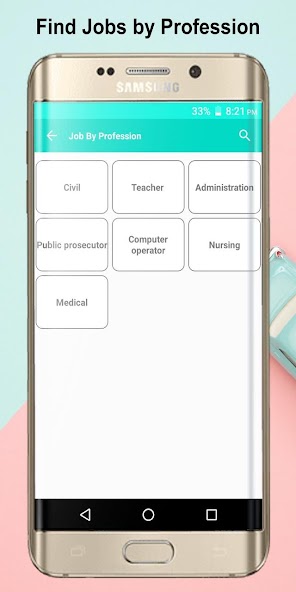 Find Jobs by Profession
SAMSUNG
33% 8:21 PM
Job By Profession
Civil
Teacher
Administration
Public prosecutor
Computer
operator
Nursing
Medical